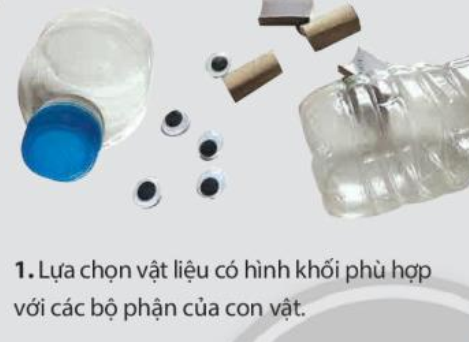 1. Lựa chọn vật liệu có hình khối phù hợp
với các bộ phận của con vật.